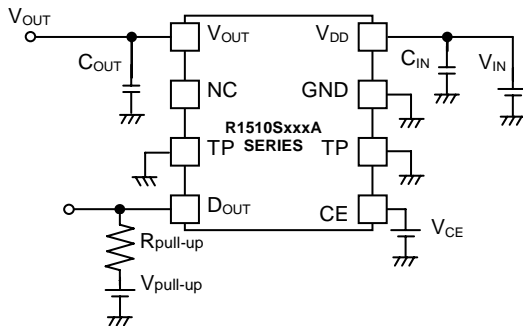 VOUT
COUT
VOUT
VDD
CIN
VIN
NC
GND
R1510SxxxA
SERIES
TP
TP
DOUT
CE
VCE
Rpull-up
Vpull-up